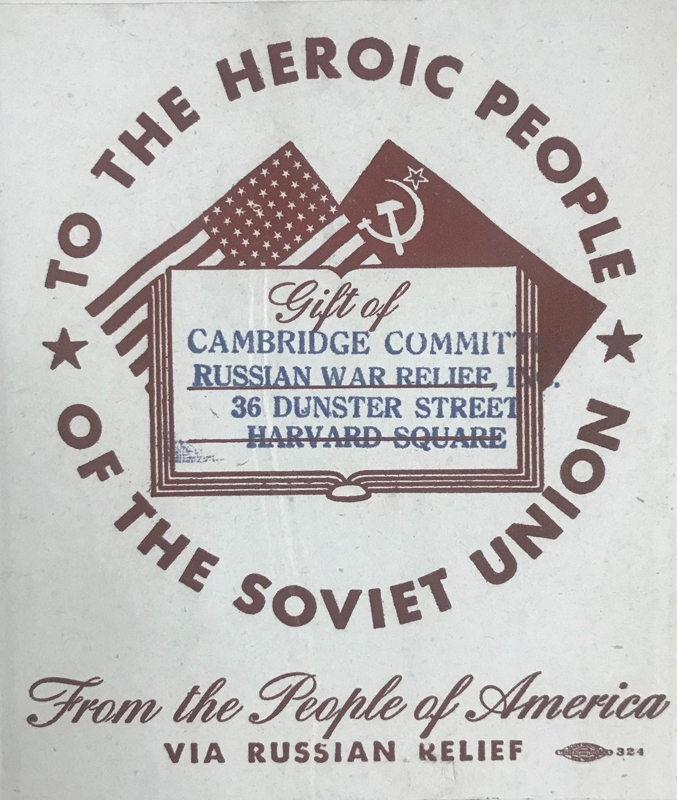 TO THE HEROIC PEOPLE
OF THE SOVIET UNION
Gift of
CAMBRIDGE COMMITT
RUSSIAN WAR RELIEF, INC.
36 DUNSTER STREET
HARVARD SQUARE
From the People of America
VIA RUSSIAN RELIEF
324